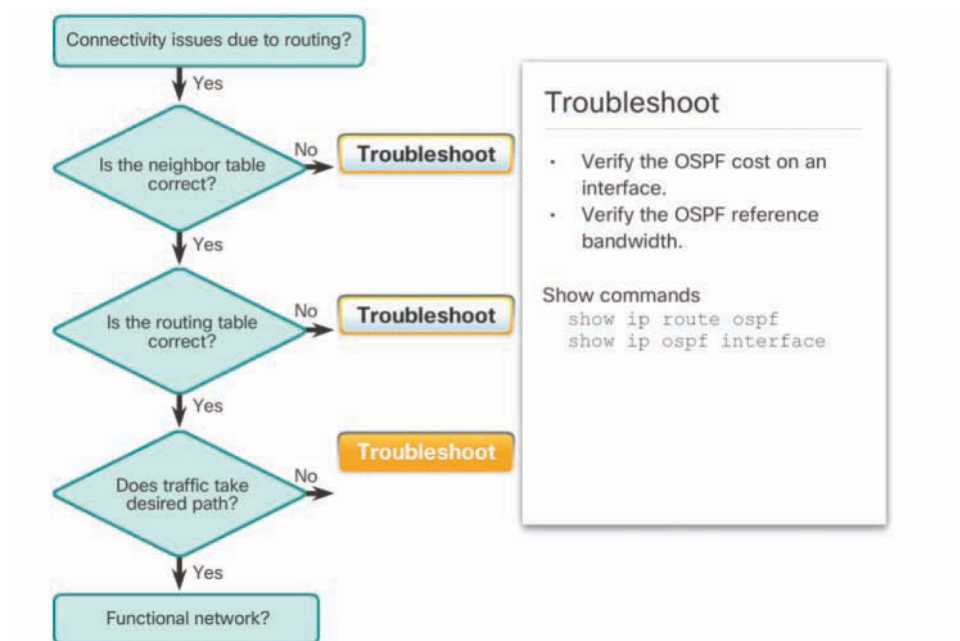 Connectivity issues due to routing?
Yes
Is the neighbor table
correct?
No
Troubleshoot
Yes
Is the routing table
correct?
No
Troubleshoot
Yes
Does traffic take
desired path?
No
Troubleshoot
Yes
Functional network?
Troubleshoot
• Verify the OSPF cost on an
interface.
• Verify the OSPF reference
bandwidth.
Show commands
show ip route ospf
show ip ospf interface